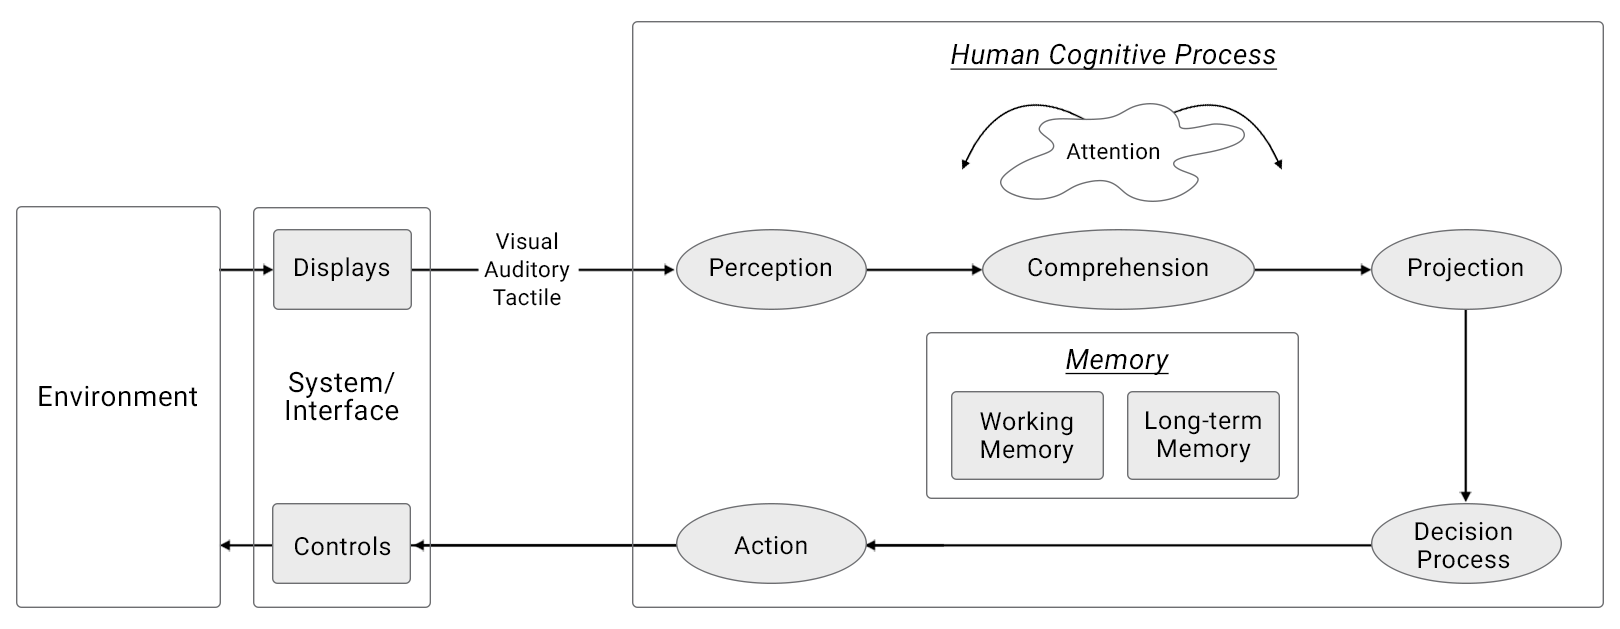 Human Cognitive Process
Attention
Visual
Auditory
Tactile
Displays
Perception
Comprehension
Projection
Environment
System/
Interface
Memory
Working
Memory
Long-term
Memory
Controls
Action
Decision
Process